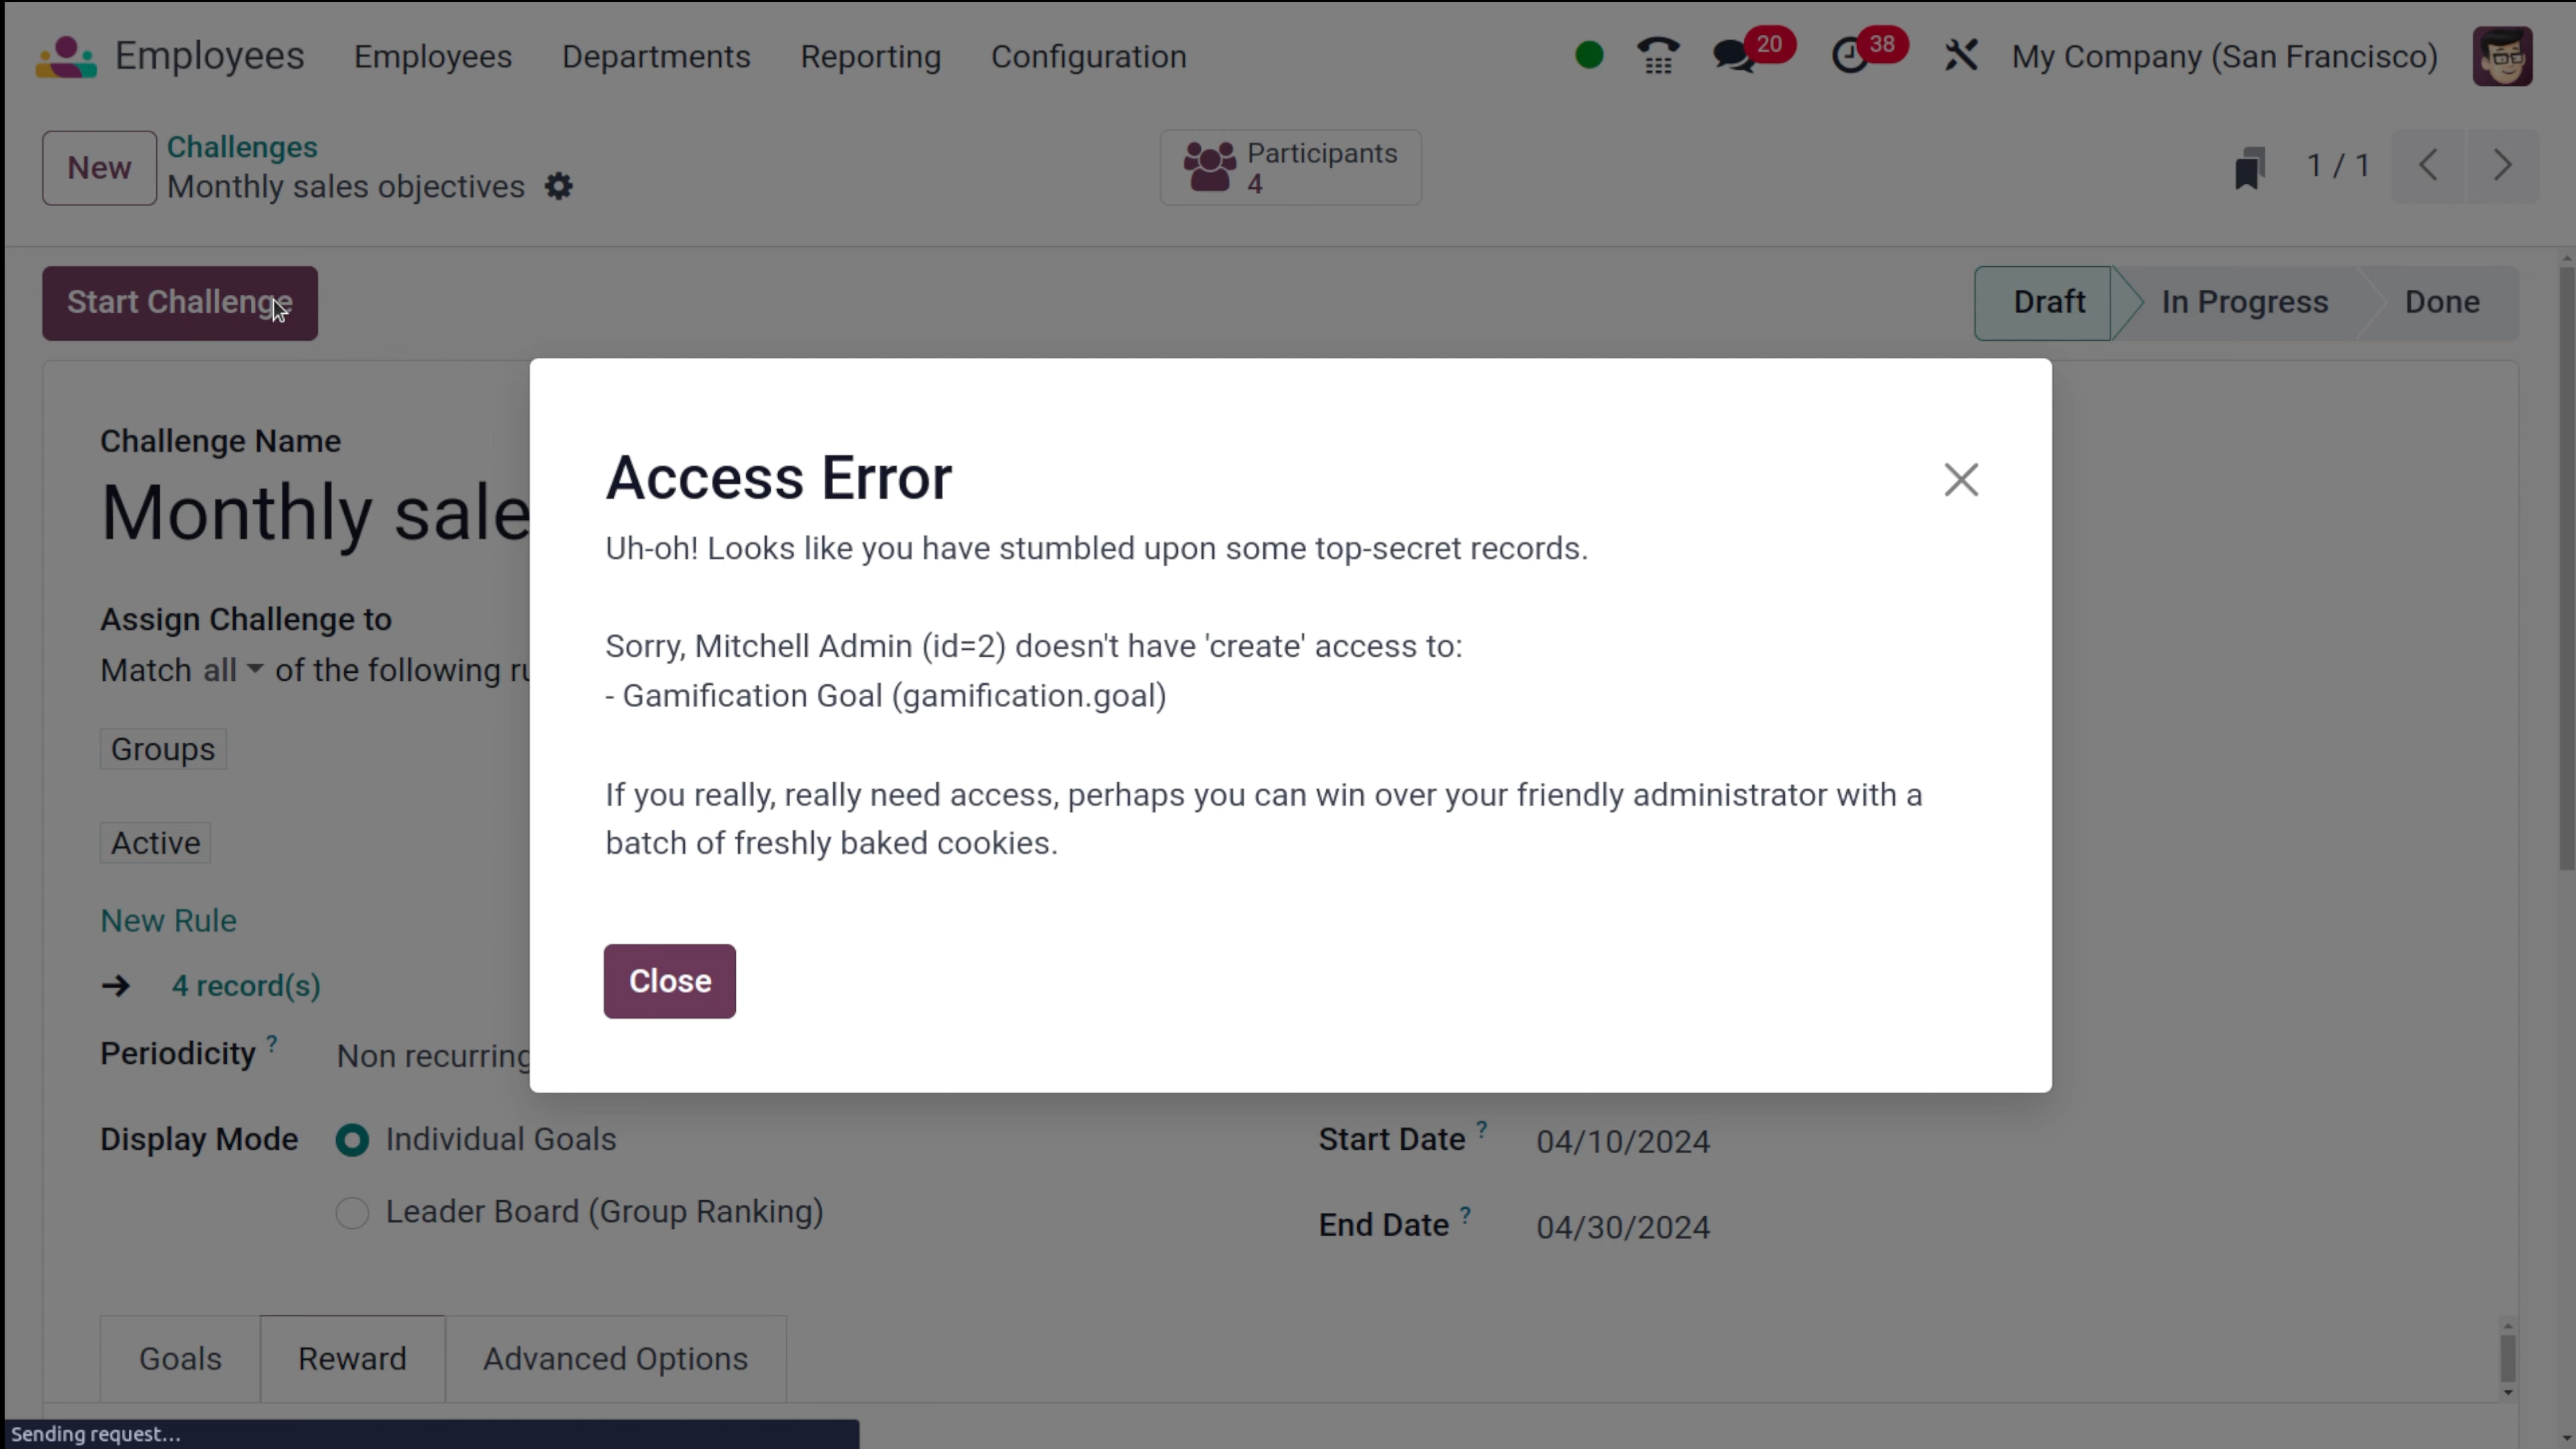 Employees Employees Departments Reporting Configuration 20 38 My Company (San Francisco)
New Challenges Participants 1 / 1
Monthly sales objectives 4
Start Challenge Draft In Progress Done
Challenge Name
Monthly sale
Access Error
Uh-oh! Looks like you have stumbled upon some top-secret records.
Assign Challenge to
Match all of the following ru
Sorry, Mitchell Admin (id=2) doesn't have 'create' access to:
- Gamification Goal (gamification.goal)
Groups
If you really, really need access, perhaps you can win over your friendly administrator with a
batch of freshly baked cookies.
Active
New Rule
4 record(s)
Close
Periodicity ? Non recurring
Display Mode Individual Goals Start Date ? 04/10/2024
Leader Board (Group Ranking) End Date ? 04/30/2024
Goals Reward Advanced Options
Sending request...